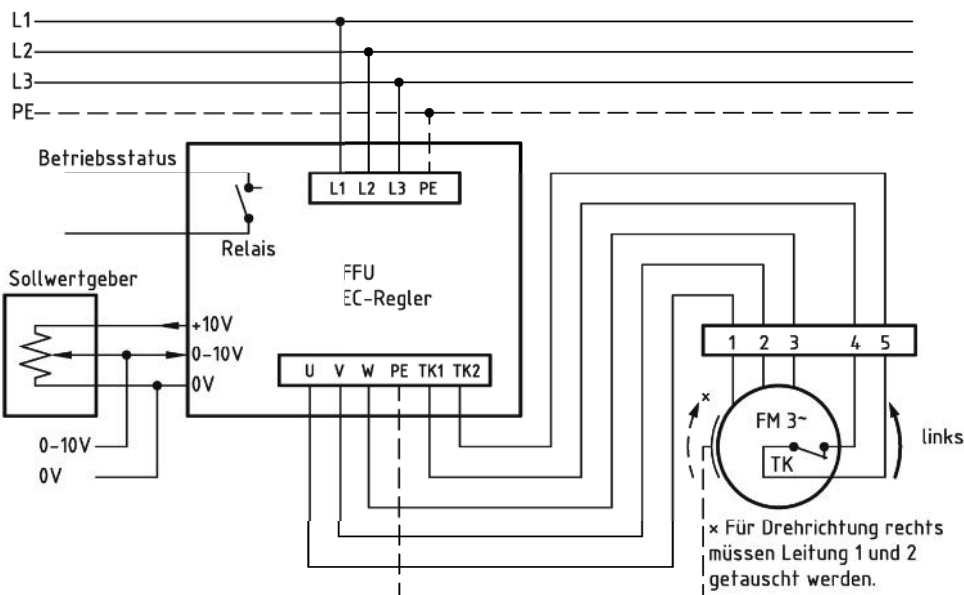 L1
L2
L3
PE
Betriebsstatus
L1 L2 L3 PE
Relais
FFU
EC-Regler
Sollwertgeber
+10V
0-10V
0V
U V W PE TK1 TK2
0-10V
0V
1 2 3 4 5
×
FM 3~
TK
links
× Für Drehrichtung rechts
müssen Leitung 1 und 2
getauscht werden.